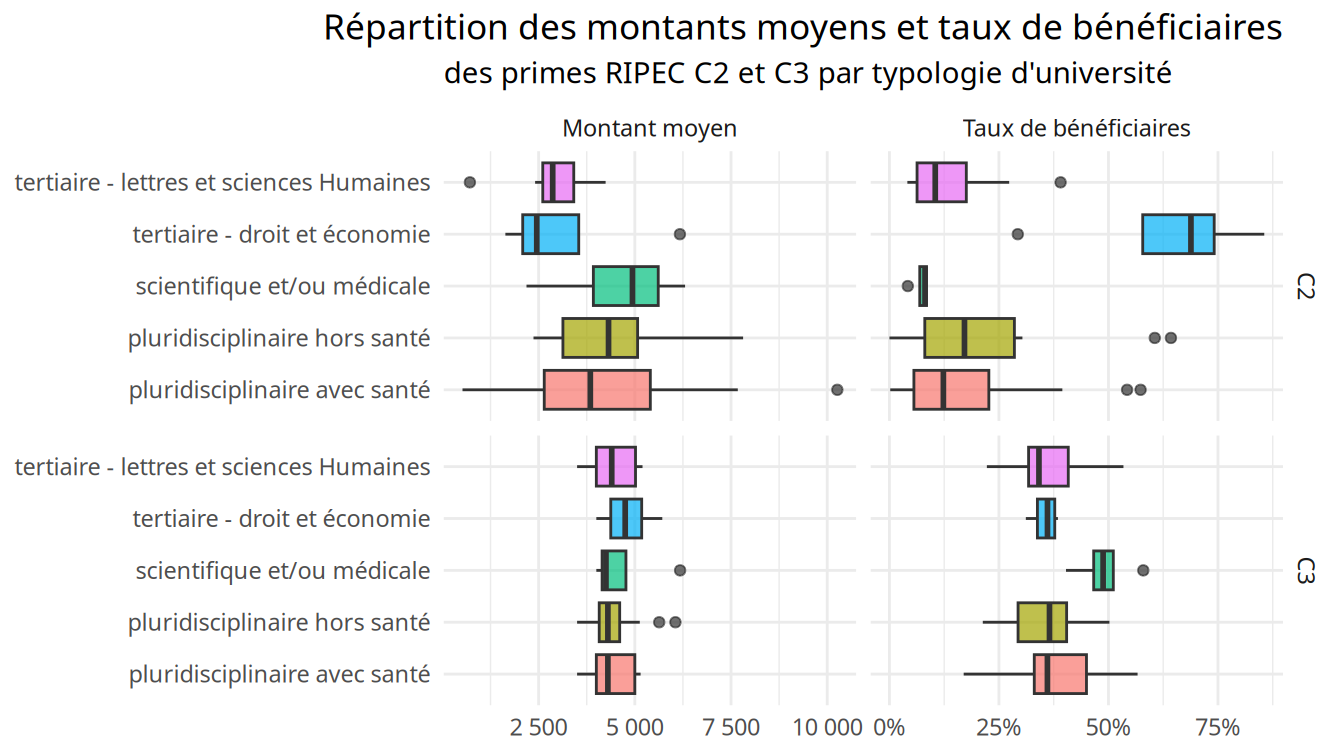 Répartition des montants moyens et taux de bénéficiaires
des primes RIPEC C2 et C3 par typologie d'université
Montant moyen
Taux de bénéficiaires
tertiaire - lettres et sciences Humaines
tertiaire - droit et économie
scientifique et/ou médicale
pluridisciplinaire hors santé
pluridisciplinaire avec santé
C2
tertiaire - lettres et sciences Humaines
tertiaire - droit et économie
scientifique et/ou médicale
pluridisciplinaire hors santé
pluridisciplinaire avec santé
C3
2 500 5 000 7 500 10 000
0% 25% 50% 75%